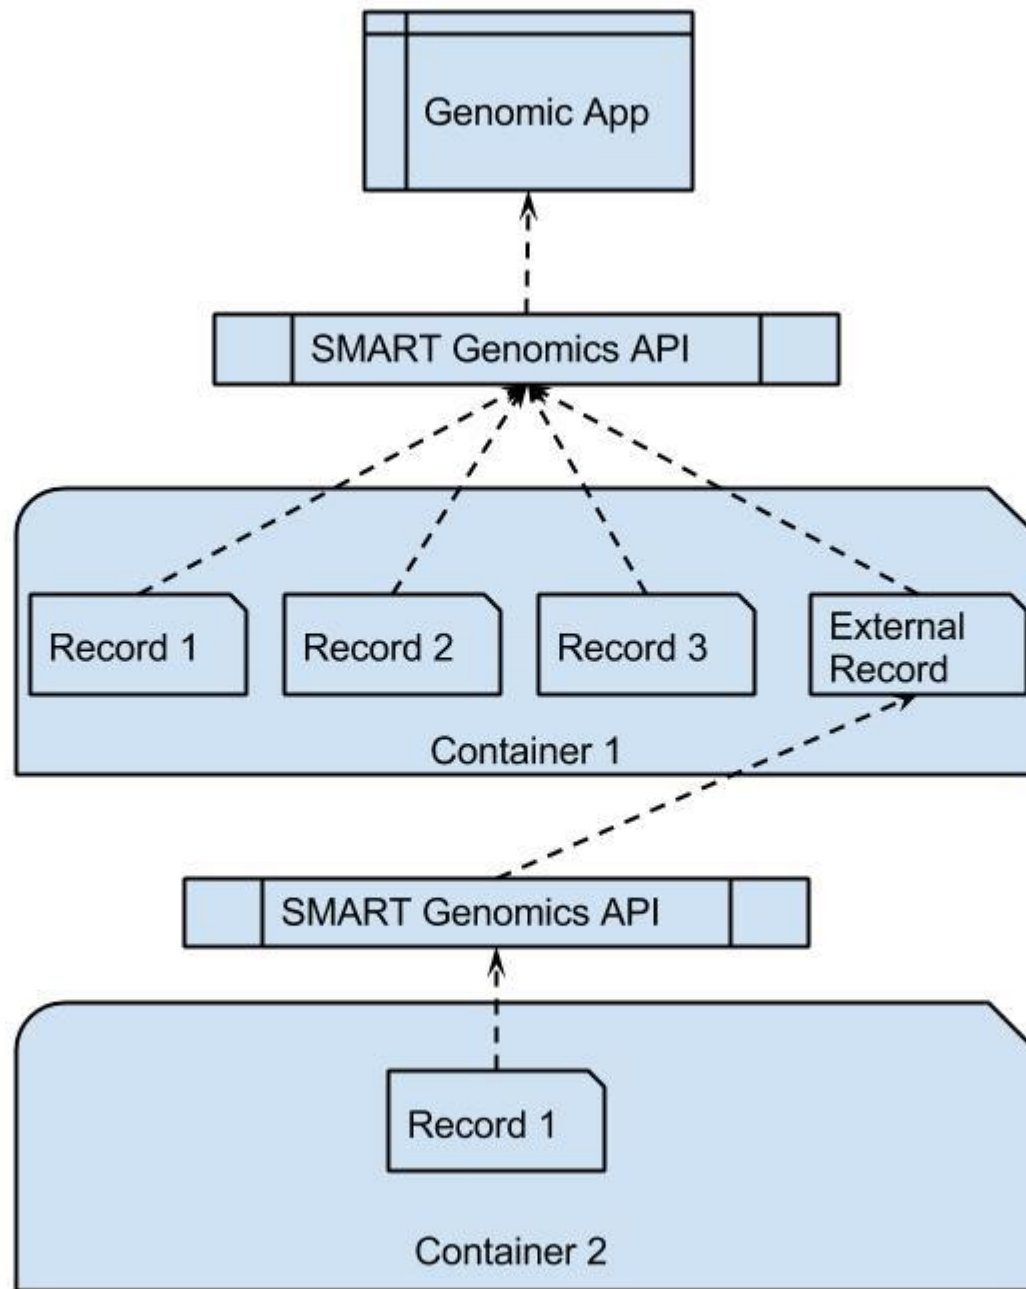 Genomic App
SMART Genomics API
Record 1
Record 2
Record 3
External
Record
Container 1
SMART Genomics API
Record 1
Container 2